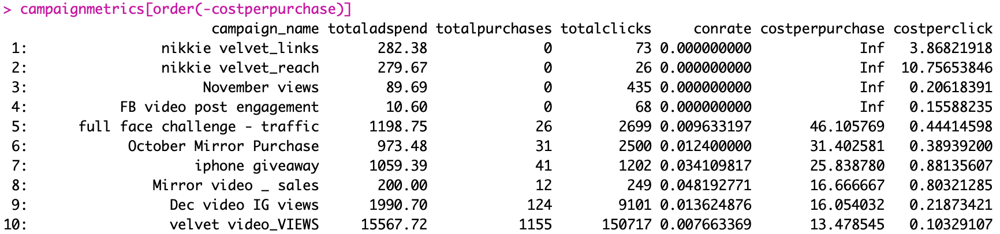 > campaignmetrics[order(-costperpurchase)]
campaign_name totaladspend totalpurchases totalclicks conrate costperpurchase costperclick
1: nikkie velvet_links 282.38 0 73 0.000000000 Inf 3.86821918
2: nikkie velvet_reach 279.67 0 26 0.000000000 Inf 10.75653846
3: November views 89.69 0 435 0.000000000 Inf 0.20618391
4: FB video post engagement 10.60 0 68 0.000000000 Inf 0.15588235
5: full face challenge - traffic 1198.75 26 2699 0.009633197 46.105769 0.44414598
6: October Mirror Purchase 973.48 31 2500 0.012400000 31.402581 0.38939200
7: iphone giveaway 1059.39 41 1202 0.034109817 25.838780 0.88135607
8: Mirror video _ sales 200.00 12 249 0.048192771 16.666667 0.80321285
9: Dec video IG views 1990.70 124 9101 0.013624876 16.054032 0.21873421
10: velvet video_VIEWS 15567.72 1155 150717 0.007663369 13.478545 0.10329107